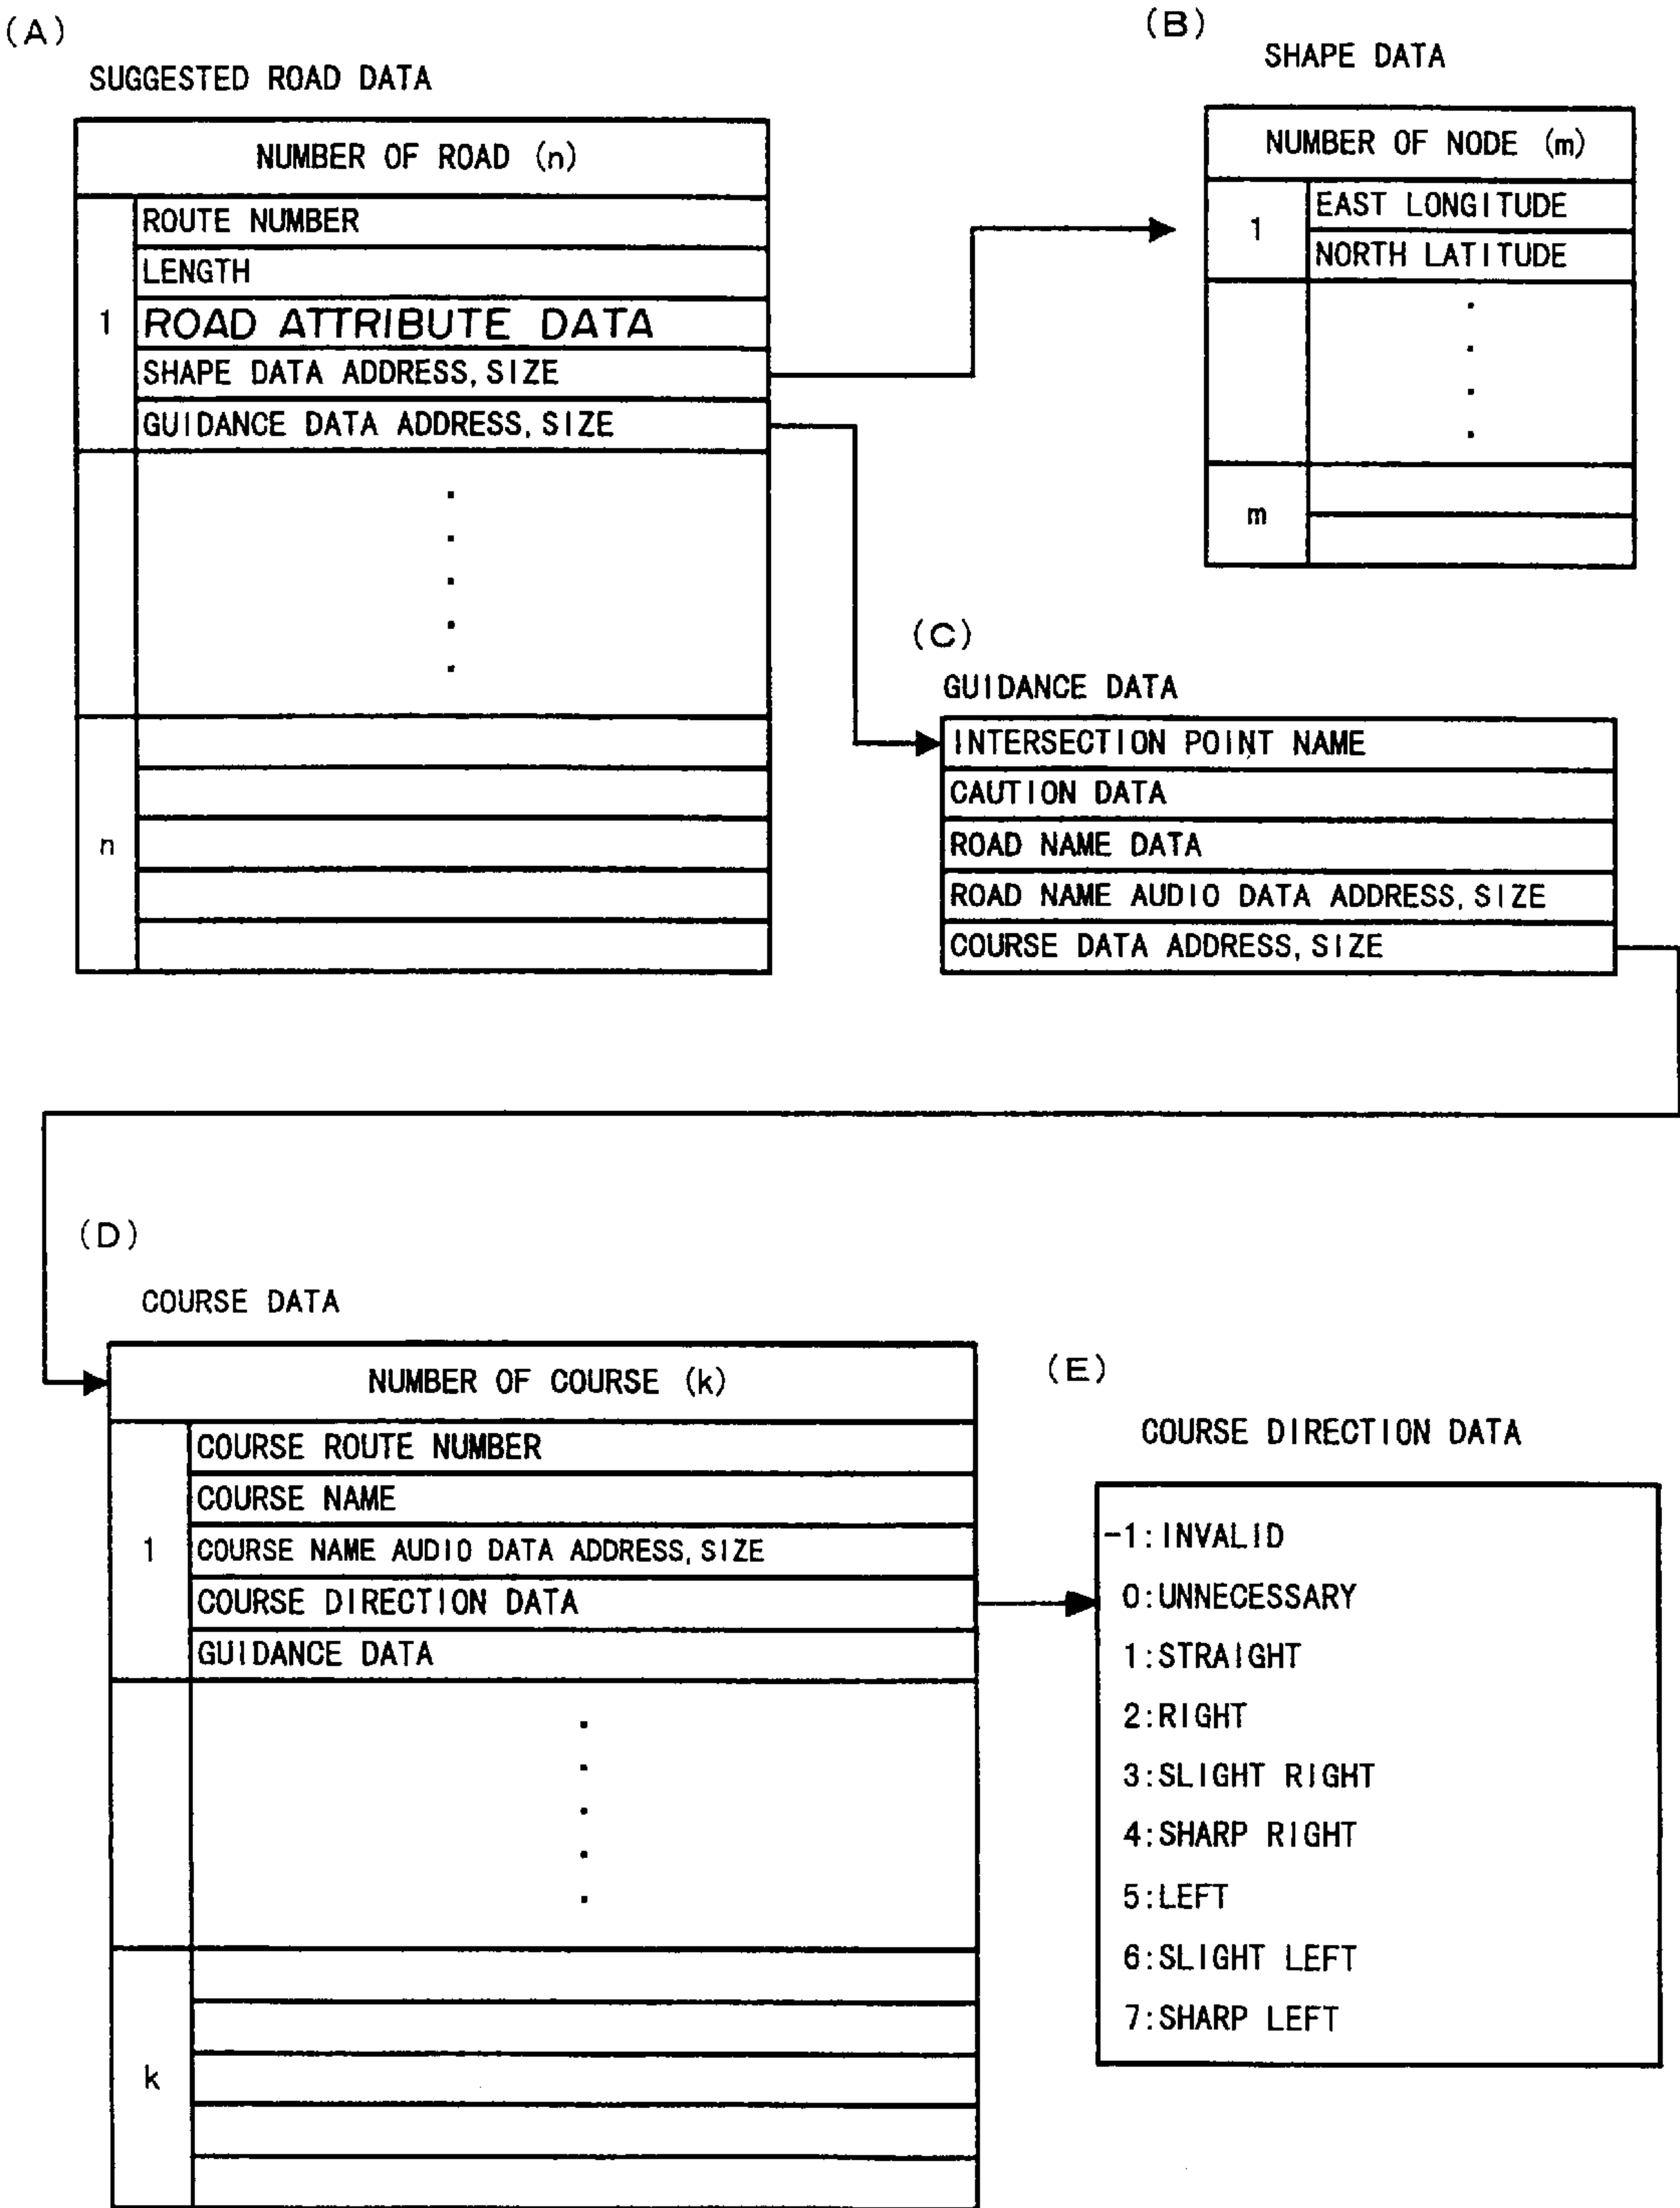 (A)
SUGGESTED ROAD DATA
NUMBER OF ROAD (n)
1
ROUTE NUMBER
LENGTH
ROAD ATTRIBUTE DATA
SHAPE DATA ADDRESS, SIZE
GUIDANCE DATA ADDRESS, SIZE
n
(B)
SHAPE DATA
NUMBER OF NODE (m)
1
EAST LONGITUDE
NORTH LATITUDE
m
(C)
GUIDANCE DATA
INTERSECTION POINT NAME
CAUTION DATA
ROAD NAME DATA
ROAD NAME AUDIO DATA ADDRESS, SIZE
COURSE DATA ADDRESS, SIZE
(D)
COURSE DATA
NUMBER OF COURSE (k)
1
COURSE ROUTE NUMBER
COURSE NAME
COURSE NAME AUDIO DATA ADDRESS, SIZE
COURSE DIRECTION DATA
GUIDANCE DATA
k
(E)
COURSE DIRECTION DATA
-1:INVALID
0:UNNECESSARY
1:STRAIGHT
2:RIGHT
3:SLIGHT RIGHT
4:SHARP RIGHT
5:LEFT
6:SLIGHT LEFT
7:SHARP LEFT